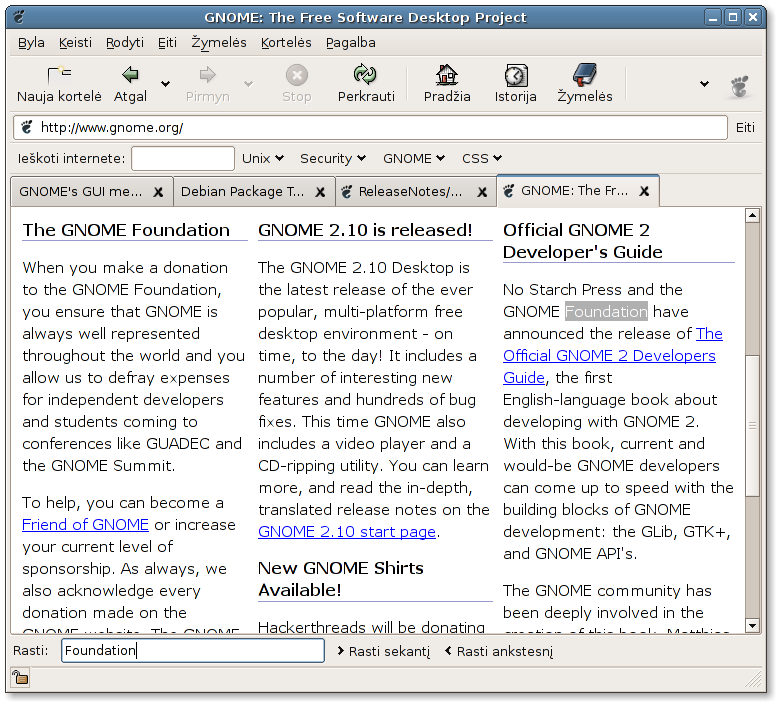 GNOME: The Free Software Desktop Project
Byla Keisti Rodyti Eiti Žymelės Kortelės Pagalba
Nauja kortelė Atgal Pirmyn Stop Perkrauti Pradžia Istorija Žymelės
http://www.gnome.org/ Eiti
Ieškoti internete: Unix Security GNOME CSS
GNOME's GUI me... Debian Package T... ReleaseNotes/... GNOME: The Fr...
The GNOME Foundation
When you make a donation
to the GNOME Foundation,
you ensure that GNOME is
always well represented
throughout the world and you
allow us to defray expenses
for independent developers
and students coming to
conferences like GUADEC and
the GNOME Summit.
To help, you can become a
Friend of GNOME or increase
your current level of
sponsorship. As always, we
also acknowledge every
donation made on the
GNOME website. The GNOME
GNOME 2.10 is released!
The GNOME 2.10 Desktop is
the latest release of the ever
popular, multi-platform free
desktop environment - on
time, to the day! It includes a
number of interesting new
features and hundreds of bug
fixes. This time GNOME also
includes a video player and a
CD-ripping utility. You can learn
more, and read the in-depth,
translated release notes on the
GNOME 2.10 start page.
New GNOME Shirts
Available!
Hackerthreads will be donating
Official GNOME 2
Developer's Guide
No Starch Press and the
GNOME Foundation have
announced the release of The
Official GNOME 2 Developers
Guide, the first
English-language book about
developing with GNOME 2.
With this book, current and
would-be GNOME developers
can come up to speed with the
building blocks of GNOME
development: the GLib, GTK+,
and GNOME API's.
The GNOME community has
been deeply involved in the
creation of this book. Matthias
Rasti: Foundation Rasti sekantį Rasti ankstesnį